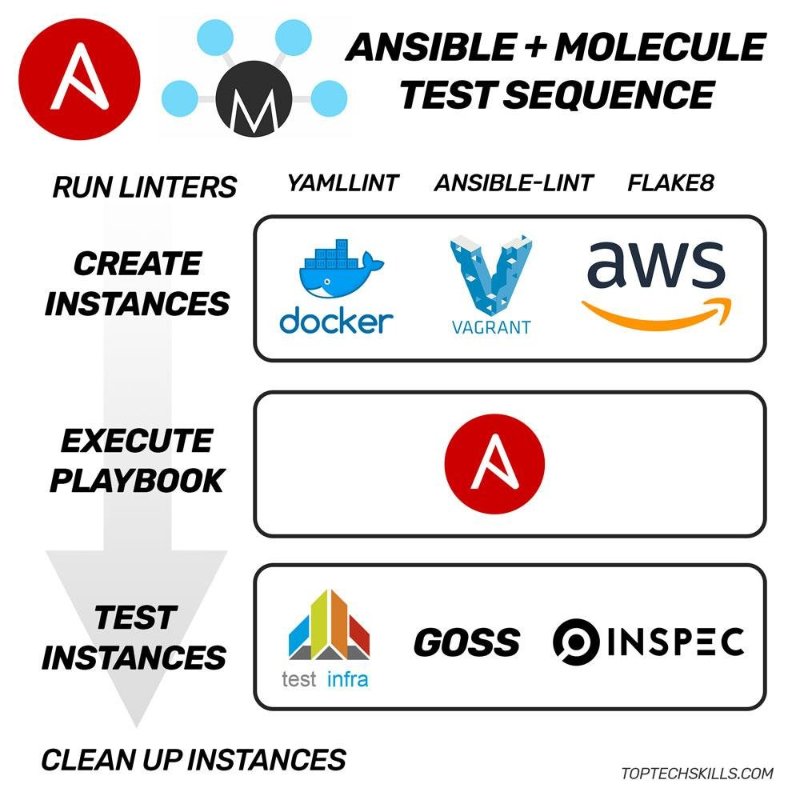 ANSIBLE + MOLECULE
TEST SEQUENCE
M
RUN LINTERS
YAMLLINT ANSIBLE-LINT FLAKE8
CREATE
INSTANCES
docker
VAGRANT
aws
EXECUTE
PLAYBOOK
TEST
INSTANCES
test infra
GOSS
INSPEC
CLEAN UP INSTANCES
TOPTECHSKILLS.COM